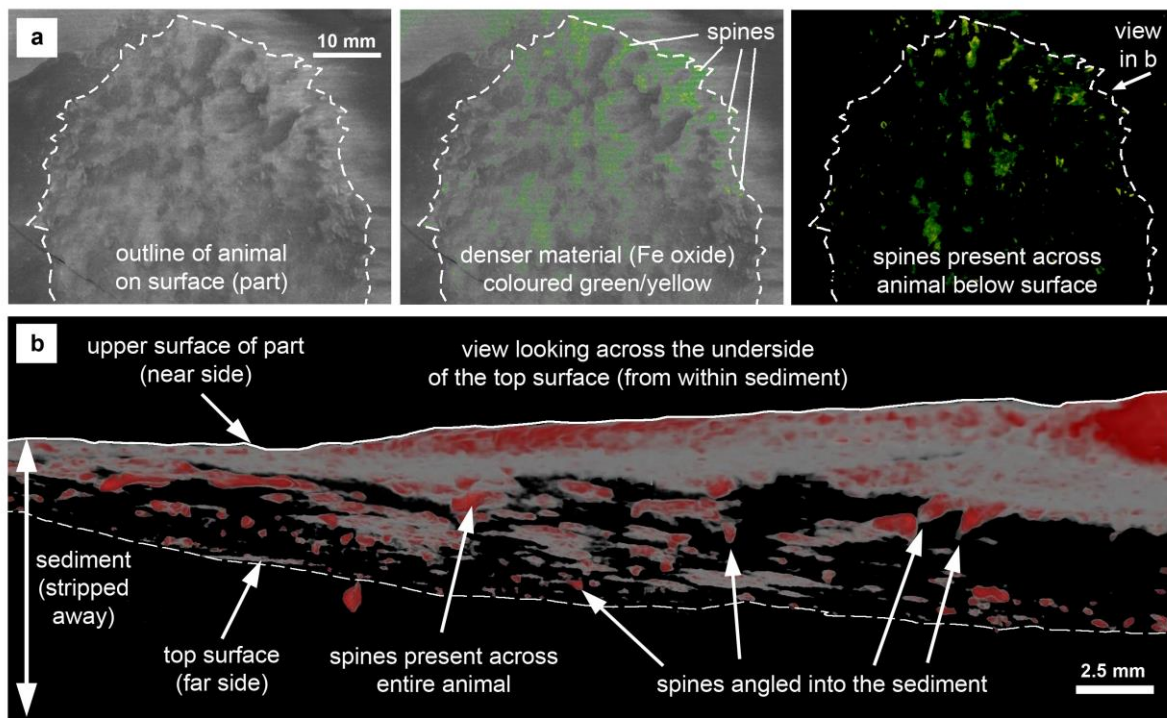 a
10 mm
outline of animal
on surface (part)
spines
denser material (Fe oxide)
coloured green/yellow
view
in b
spines present across
animal below surface
b
upper surface of part
(near side)
view looking across the underside
of the top surface (from within sediment)
sediment
(stripped
away)
top surface
(far side)
spines present across
entire animal
spines angled into the sediment
2.5 mm